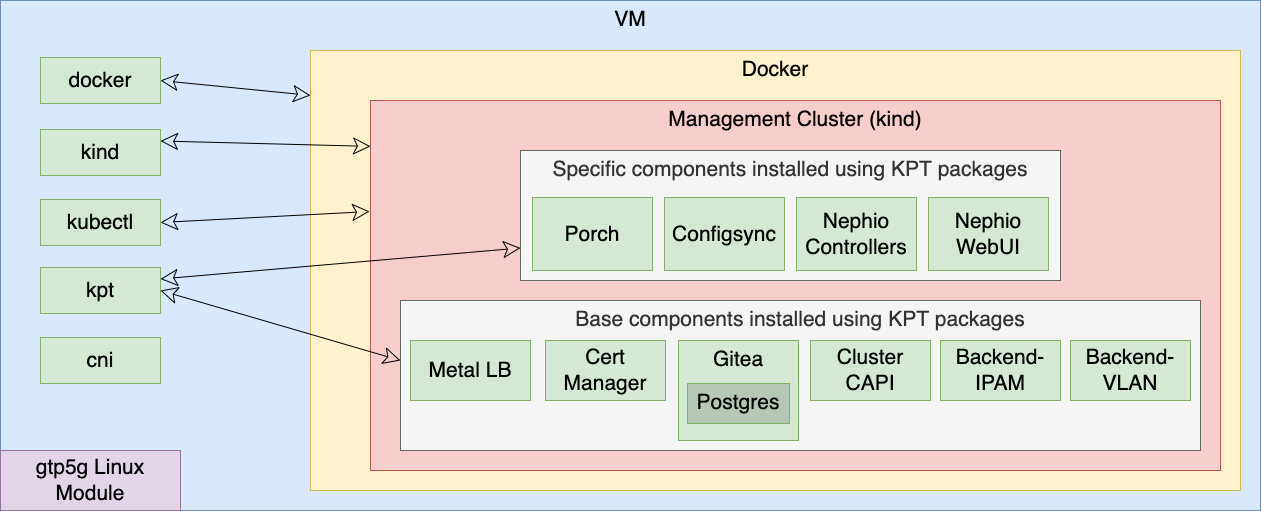 VM
docker
kind
kubectl
kpt
cni
gtp5g Linux
Module
Docker
Management Cluster (kind)
Specific components installed using KPT packages
Porch
Configsync
Nephio
Controllers
Nephio
WebUI
Base components installed using KPT packages
Metal LB
Cert
Manager
Gitea
Postgres
Cluster
CAPI
Backend-
IPAM
Backend-
VLAN